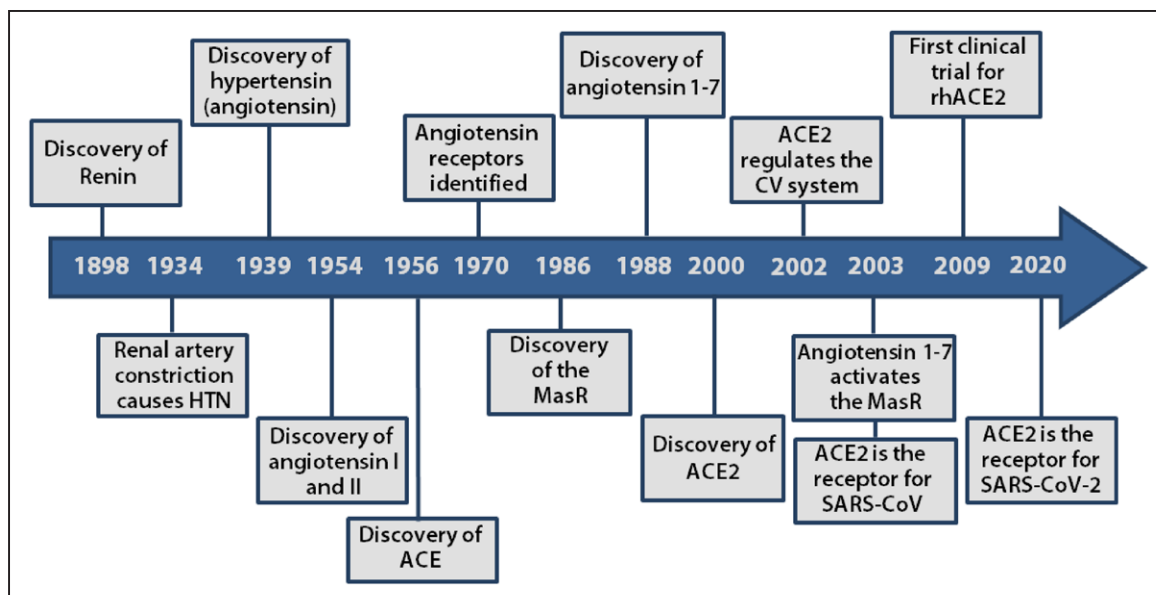 Discovery of
Renin
Discovery of
hypertensin
(angiotensin)
Angiotensin
receptors
identified
Discovery of
angiotensin 1-7
ACE2
regulates the
CV system
First clinical
trial for
rhACE2
1898 1934 1939 1954 1956 1970 1986 1988 2000 2002 2003 2009 2020
Renal artery
constriction
causes HTN
Discovery of
angiotensin I
and II
Discovery of
ACE
Discovery
of the
MasR
Discovery of
ACE2
Angiotensin 1-7
activates
the MasR
ACE2 is the
receptor for
SARS-CoV
ACE2 is the
receptor for
SARS-CoV-2